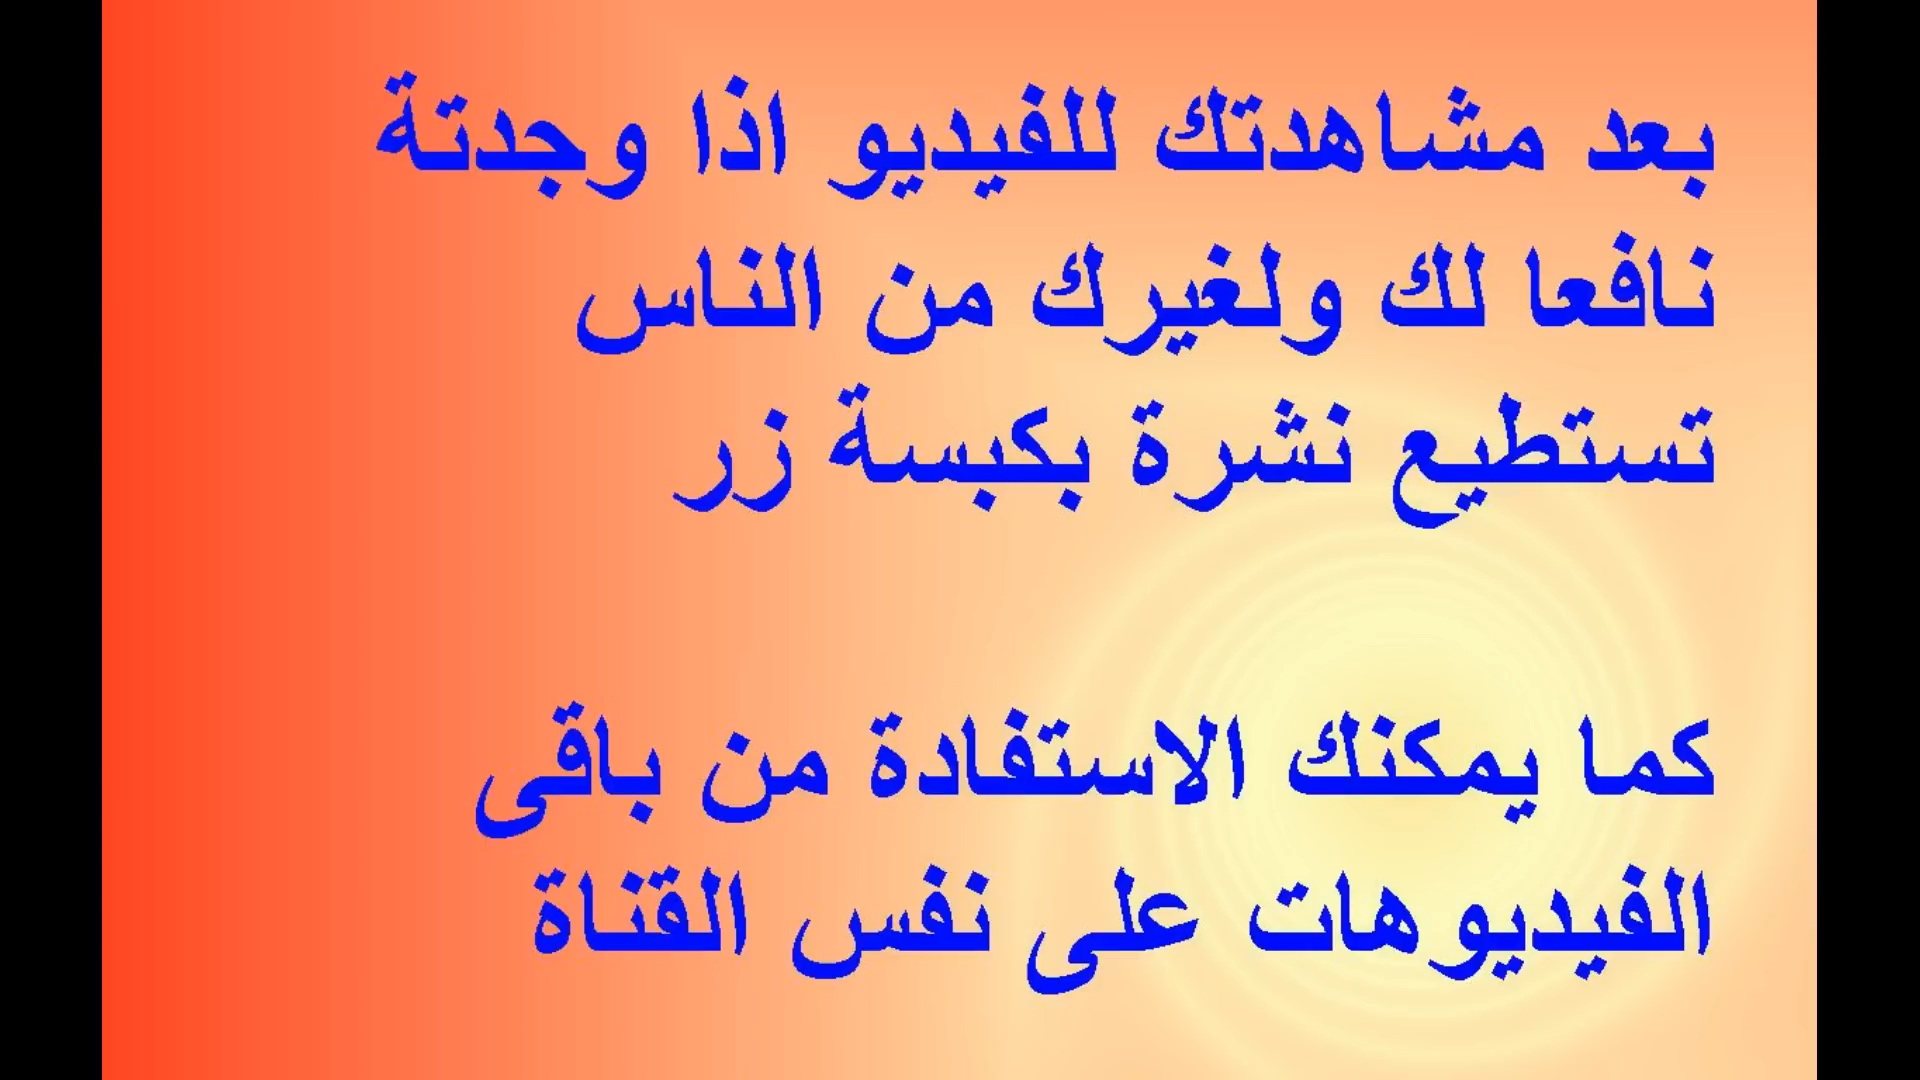 بعد مشاهدتك للفيديو اذا وجدتة
نافعا لك ولغيرك من الناس
تستطيع نشرة بكبسة زر
كما يمكنك الاستفادة من باقى
الفيديوهات على نفس القناة